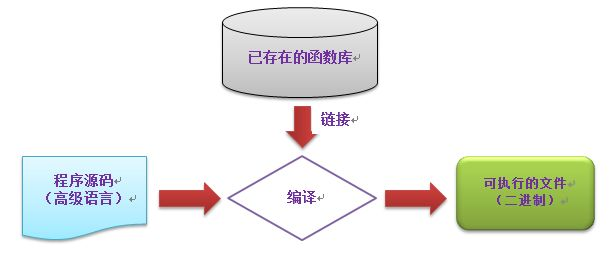 已存在的函数库
链接
程序源码
（高级语言）
编译
可执行的文件
（二进制）